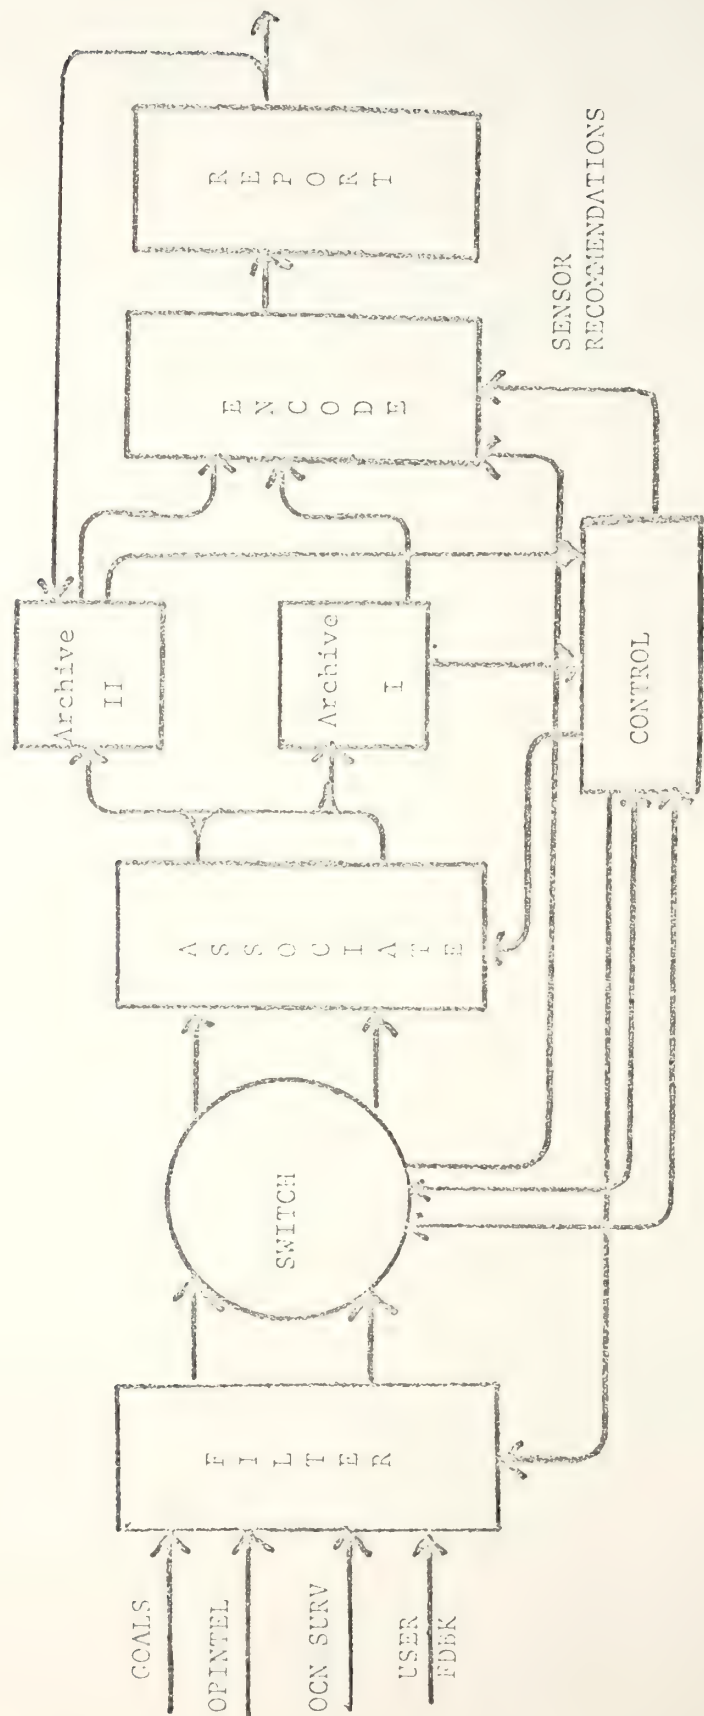 GOALS
OPINTEL
OCN SURV
USER
FDBK
FILTER
SWITCH
ASSOCIATE
Archive
II
Archive
I
CONTROL
ENCODE
REPORT
SENSOR
RECOMMENDATIONS